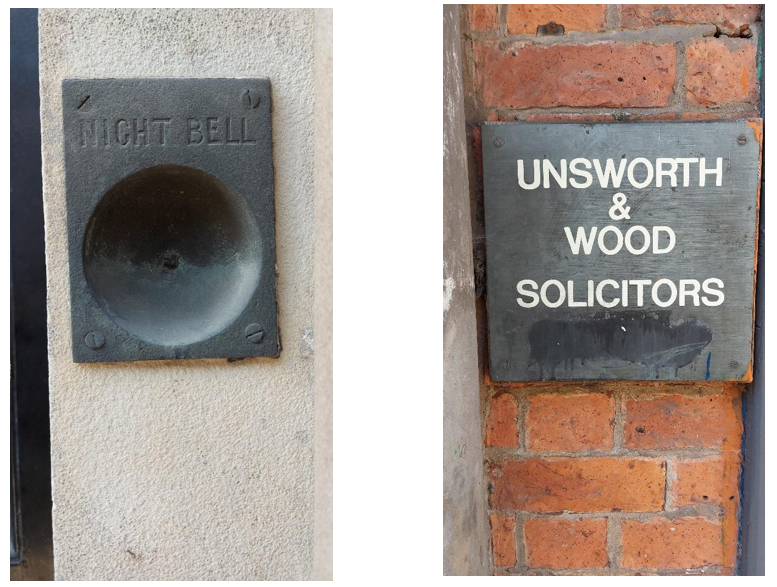 NIGHT BELL
UNSWORTH
&
WOOD
SOLICITORS